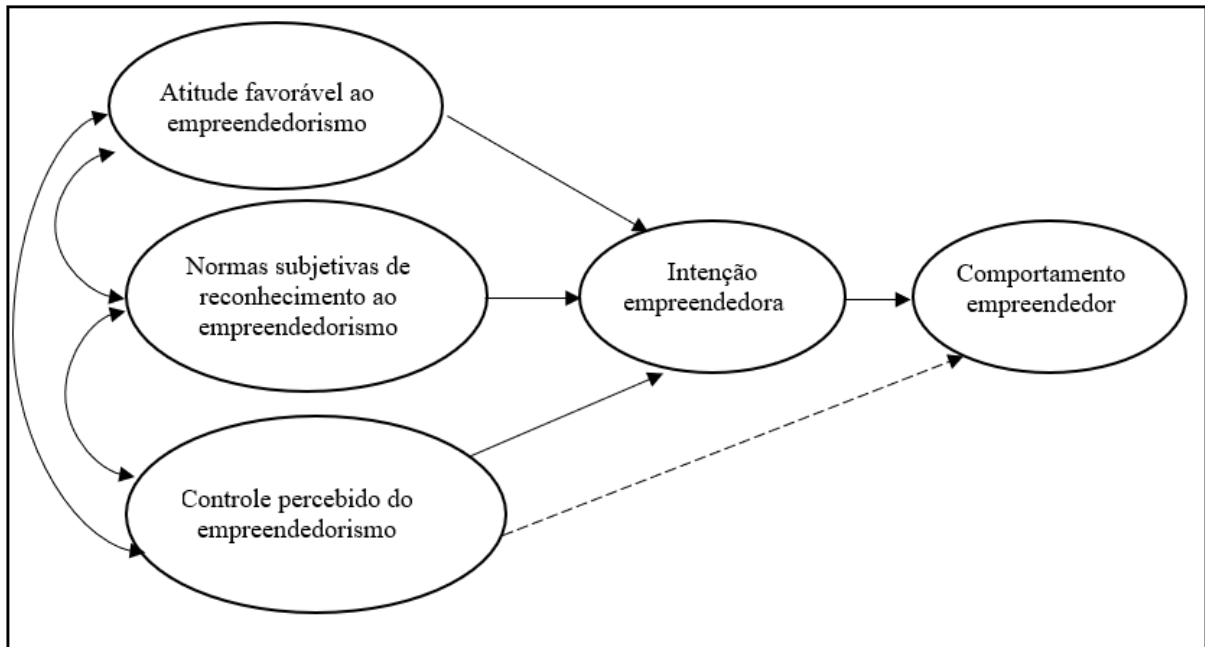 Atitude favorável ao
empreendedorismo
Normas subjetivas de
reconhecimento ao
empreendedorismo
Intenção
empreendedora
Comportamento
empreendedor
Controle percebido do
empreendedorismo